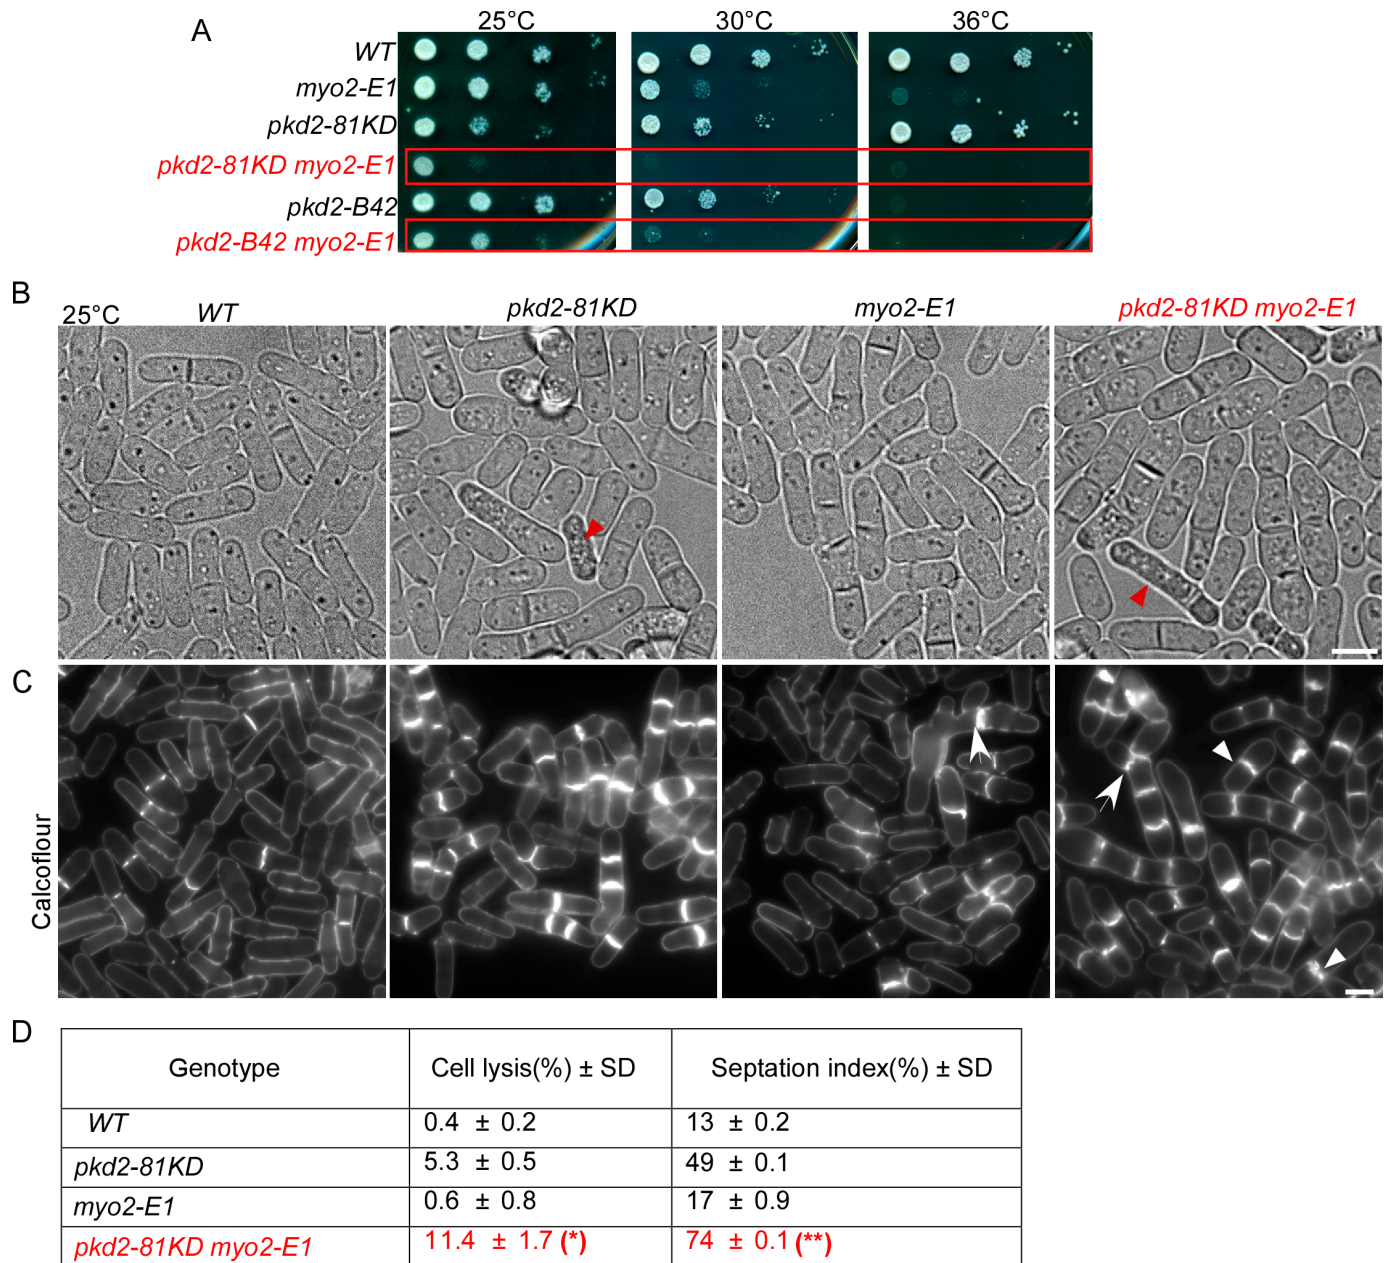 A
25°C 30°C 36°C
WT
myo2-E1
pkd2-81KD
pkd2-81KD myo2-E1
pkd2-B42
pkd2-B42 myo2-E1
B
25°C WT pkd2-81KD myo2-E1 pkd2-81KD myo2-E1
C
Calcoflour
D
Genotype Cell lysis(%) ± SD Septation index(%) ± SD
WT 0.4 ± 0.2 13 ± 0.2
pkd2-81KD 5.3 ± 0.5 49 ± 0.1
myo2-E1 0.6 ± 0.8 17 ± 0.9
pkd2-81KD myo2-E1 11.4 ± 1.7 (*) 74 ± 0.1 (**)